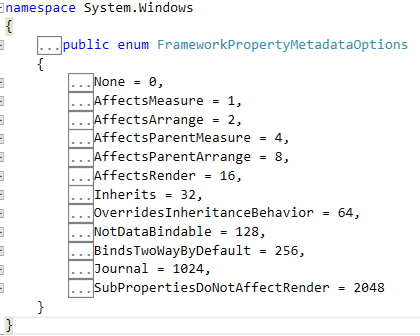 namespace System.Windows
{
...public enum FrameworkPropertyMetadataOptions
{
...None = 0,
...AffectsMeasure = 1,
...AffectsArrange = 2,
...AffectsParentMeasure = 4,
...AffectsParentArrange = 8,
...AffectsRender = 16,
...Inherits = 32,
...OverridesInheritanceBehavior = 64,
...NotDataBindable = 128,
...BindsTwoWayByDefault = 256,
...Journal = 1024,
...SubPropertiesDoNotAffectRender = 2048
}
}